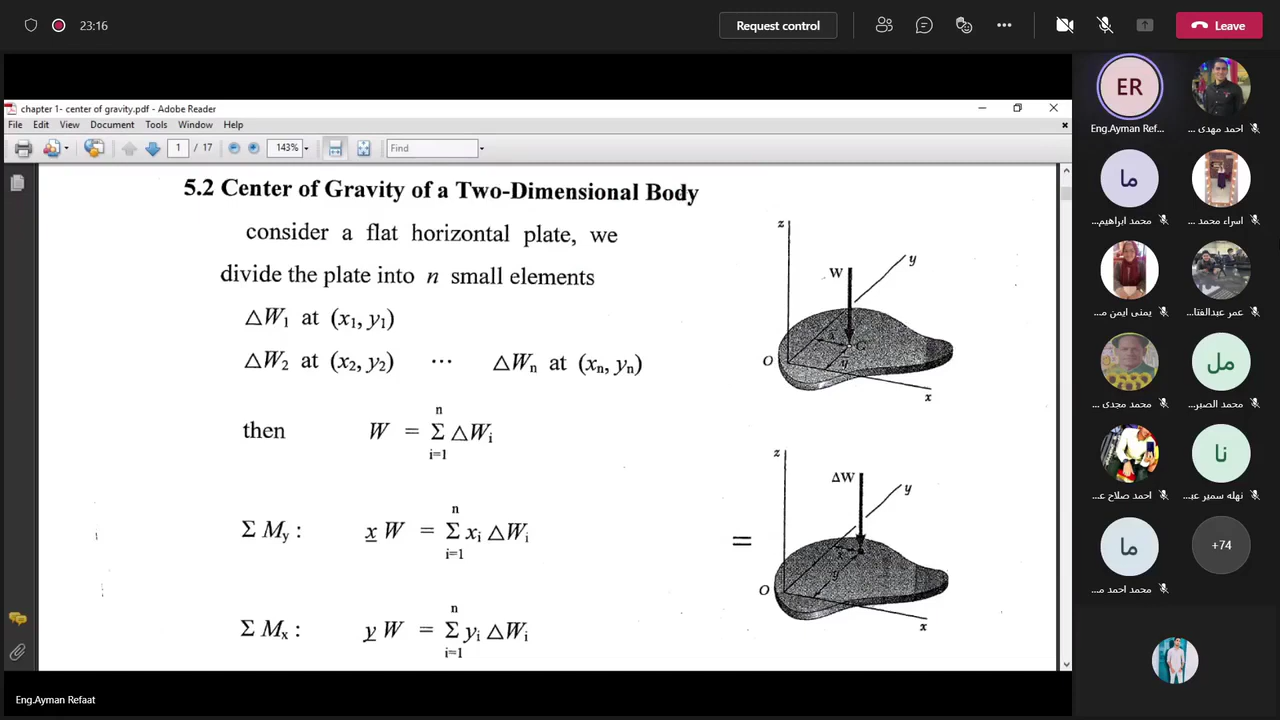 23:16
Request control
Leave
chapter 1- center of gravity.pdf - Adobe Reader
File Edit View Document Tools Window Help
1 / 17 143% Find
5.2 Center of Gravity of a Two-Dimensional Body
consider a flat horizontal plate, we
divide the plate into n small elements
△W₁ at (x₁, y₁)
△W₂ at (x₂, y₂) ··· △Wₙ at (xₙ, yₙ)
then W = Σ △Wᵢ
n
i=1
Σ M_y : x̲ W = Σ xᵢ △Wᵢ
n
i=1
Σ Mₓ : y̲ W = Σ yᵢ △Wᵢ
n
i=1
z
W
y
O
C
y
x
=
z
ΔW
y
O
x
y
x
ER
Eng.Ayman Refa...
احمد مهدى ...
ما
محمد ابراهيم...
اسراء محمد ...
يمنى ايمن م...
عمر عبدالفتا...
محمد مجدى ...
مل
محمد الصبر...
احمد صلاح ع...
نا
نهله سمير عبـ...
ما
محمد احمد م...
+74
Eng.Ayman Refaat